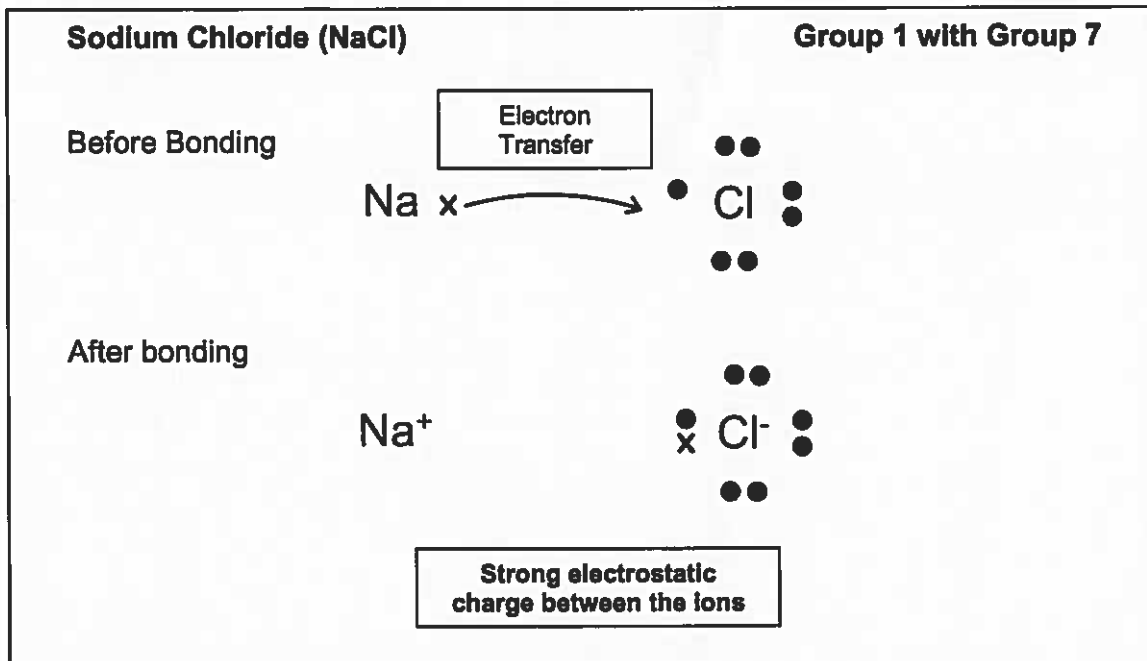 Sodium Chloride (NaCl)
Group 1 with Group 7
Electron
Transfer
Before Bonding
Na x
Cl
After bonding
Na⁺
x
Cl⁻
Strong electrostatic
charge between the ions